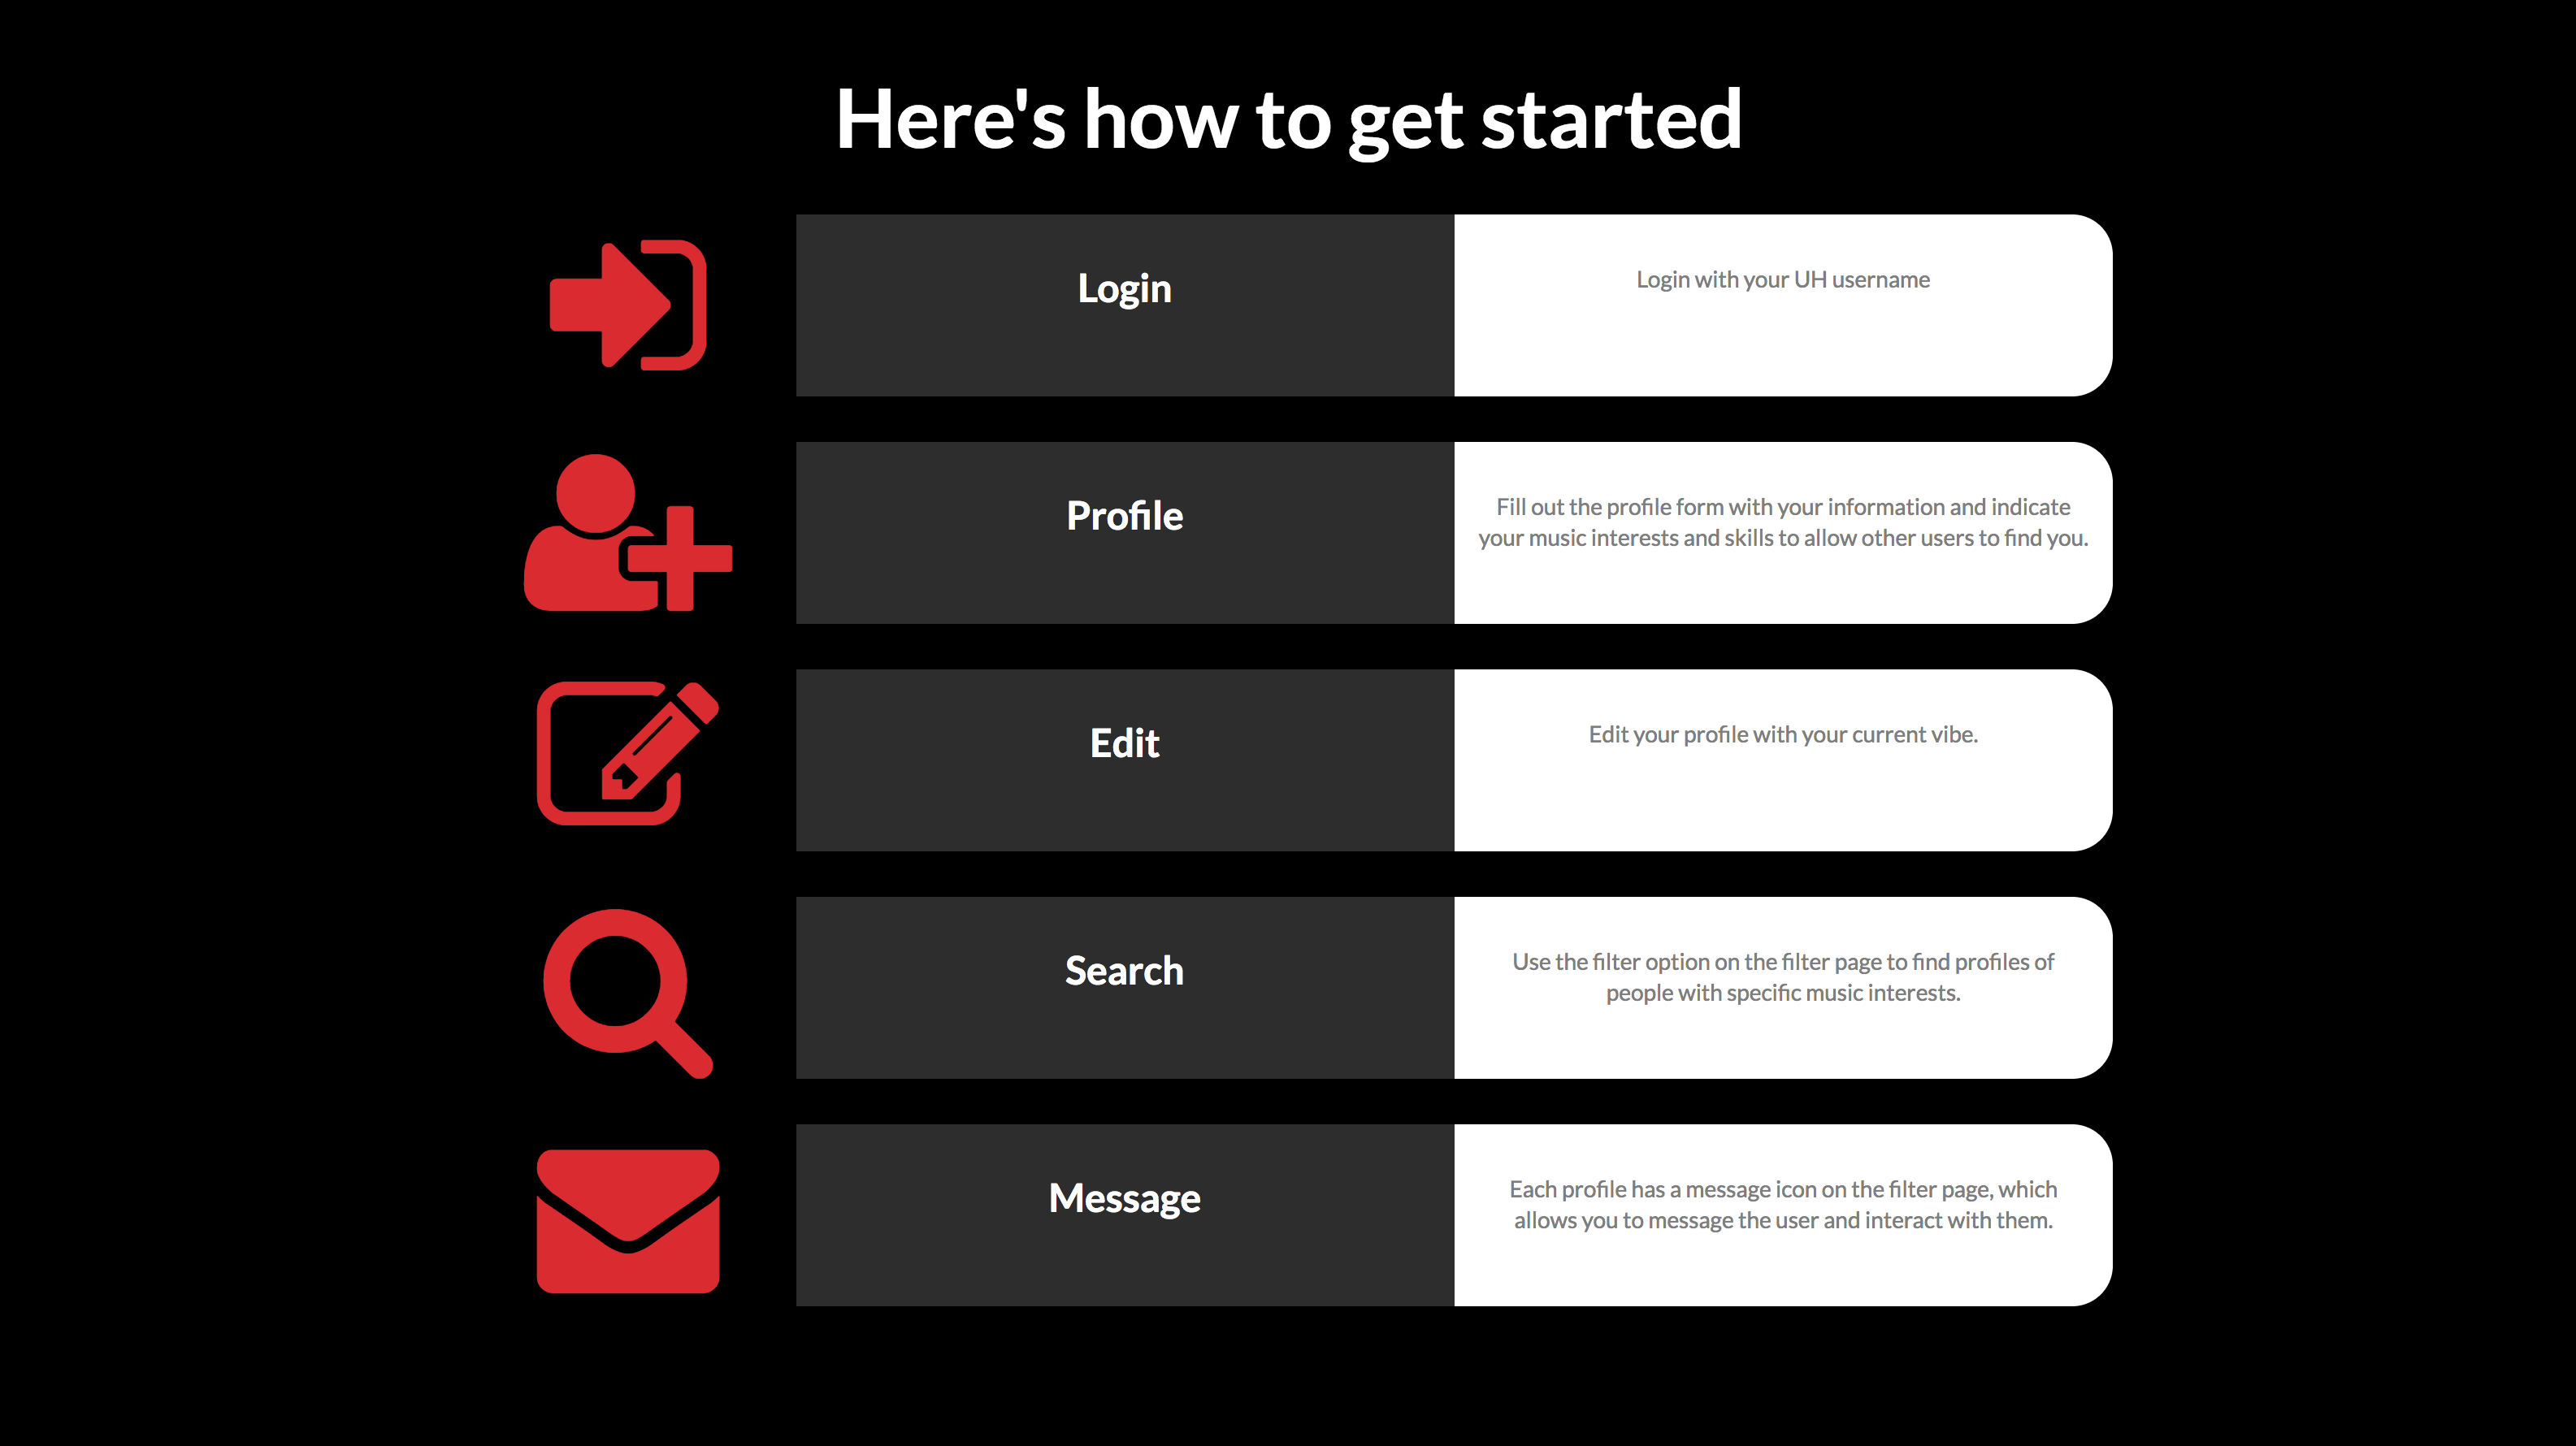 Here's how to get started
Login
Login with your UH username
Profile
Fill out the profile form with your information and indicate
your music interests and skills to allow other users to find you.
Edit
Edit your profile with your current vibe.
Search
Use the filter option on the filter page to find profiles of
people with specific music interests.
Message
Each profile has a message icon on the filter page, which
allows you to message the user and interact with them.